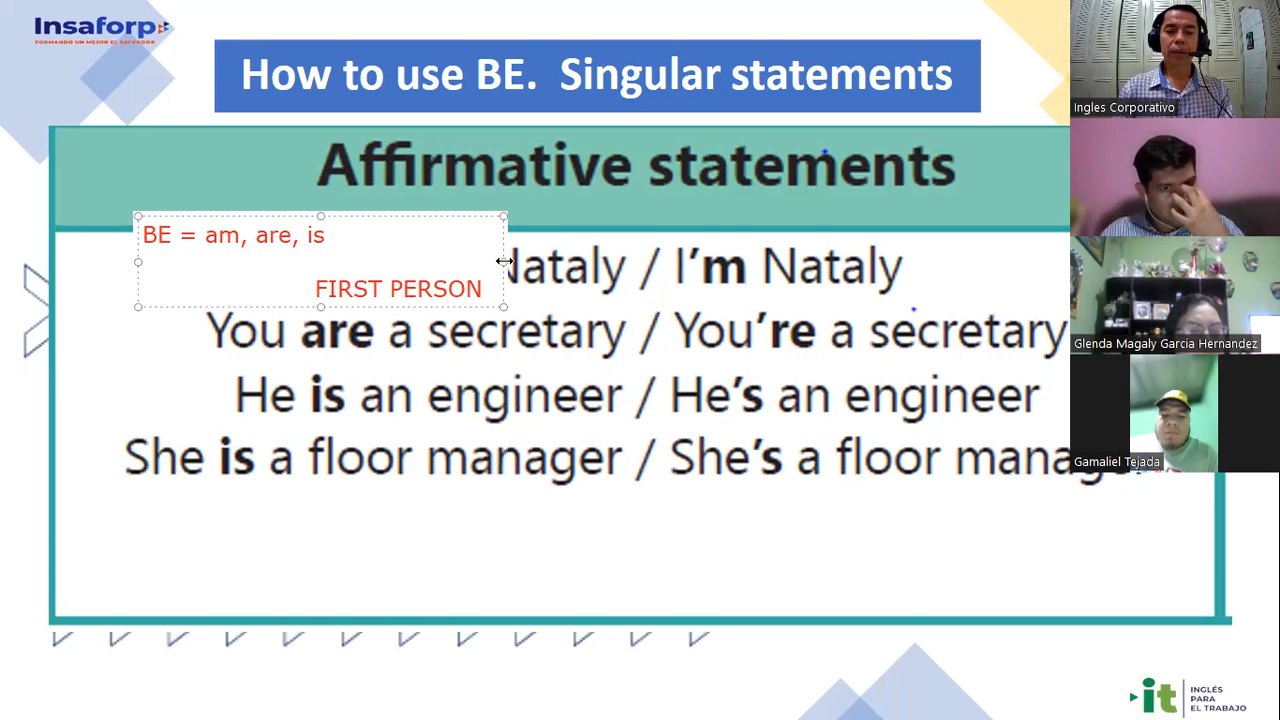 Insaforp
FORMANDO UN MEJOR EL SALVADOR
How to use BE. Singular statements
Affirmative statements
BE = am, are, is
FIRST PERSON
Nataly / I'm Nataly
You are a secretary / You're a secretary
He is an engineer / He's an engineer
She is a floor manager / She's a floor manage
Ingles Corporativo
Glenda Magaly Garcia Hernandez
Gamaliel Tejada
it
INGLÉS
PARA
EL TRABAJO